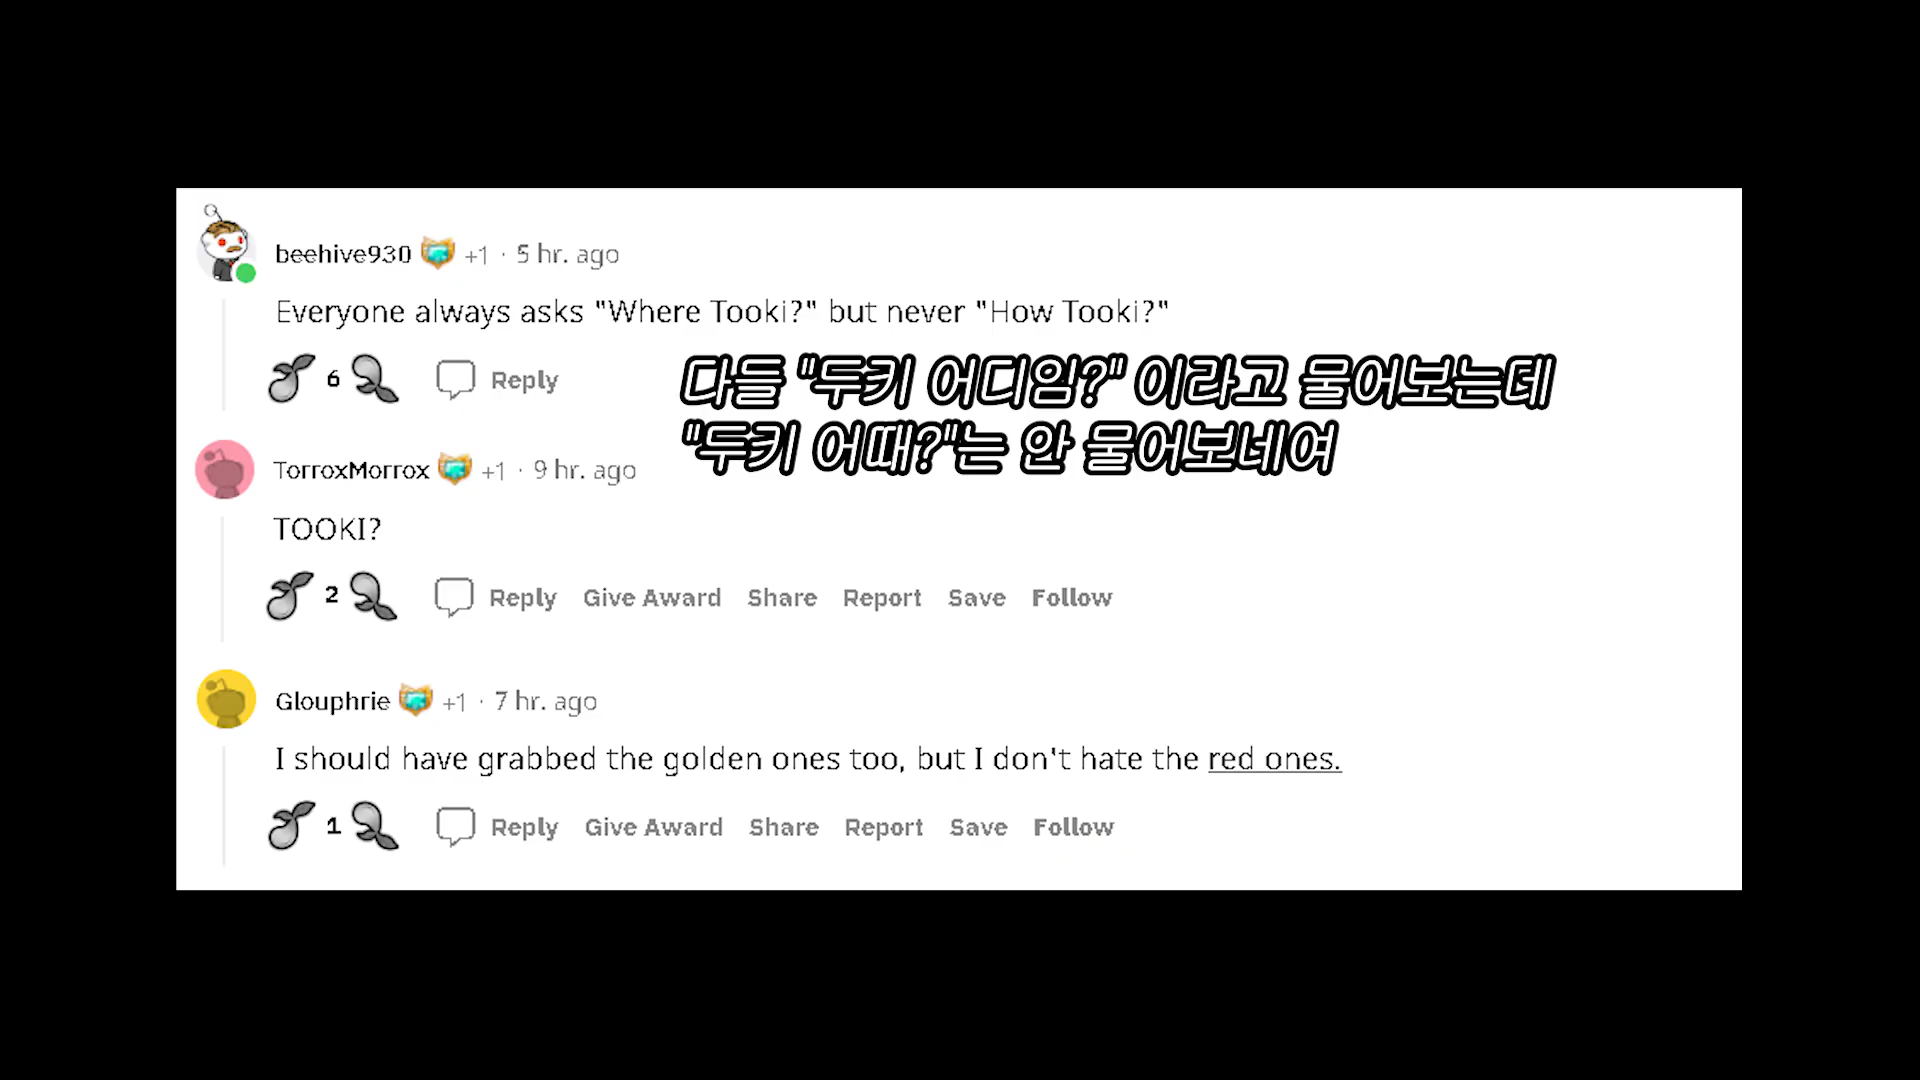 beehive930 +1 · 5 hr. ago
Everyone always asks "Where Tooki?" but never "How Tooki?"
6 Reply
다들 "두키 어디임?" 이라고 물어보는데
"두키 어때?"는 안 물어보네여
TorroxMorrox +1 · 9 hr. ago
TOOKI?
2 Reply Give Award Share Report Save Follow
Glouphrie +1 · 7 hr. ago
I should have grabbed the golden ones too, but I don't hate the red ones.
1 Reply Give Award Share Report Save Follow